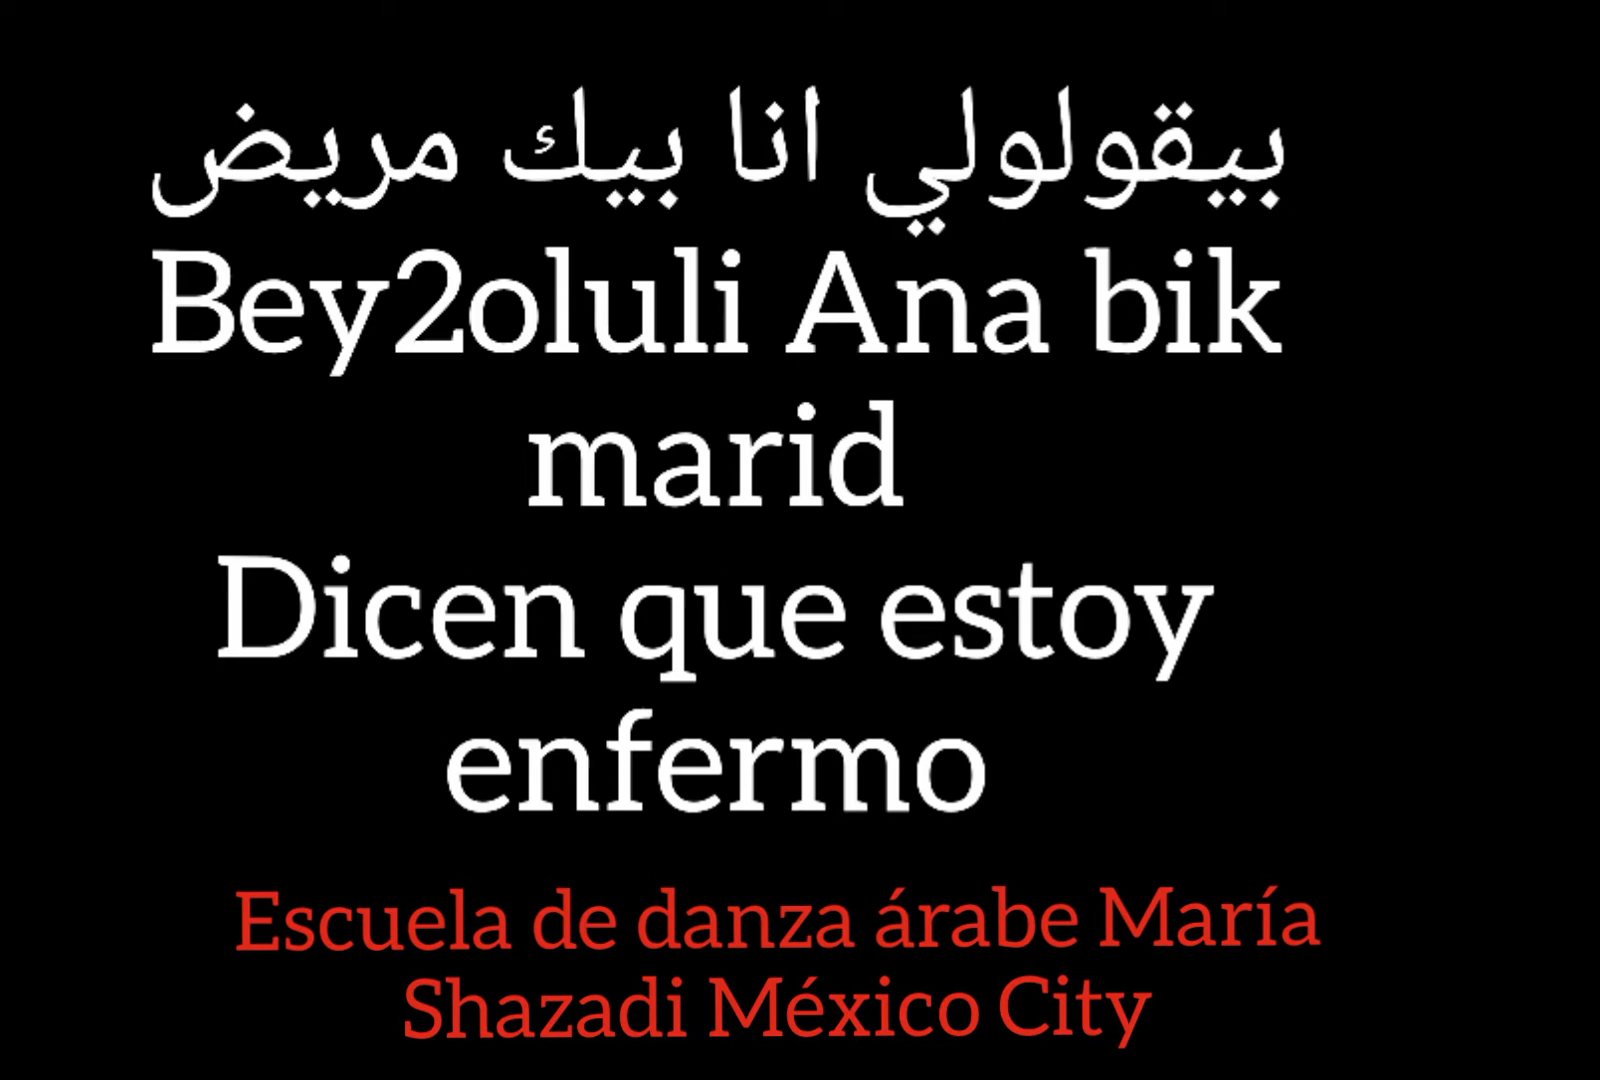 بيقولولي انا بيك مريض
Bey2oluli Ana bik
marid
Dicen que estoy
enfermo
Escuela de danza árabe María
Shazadi México City